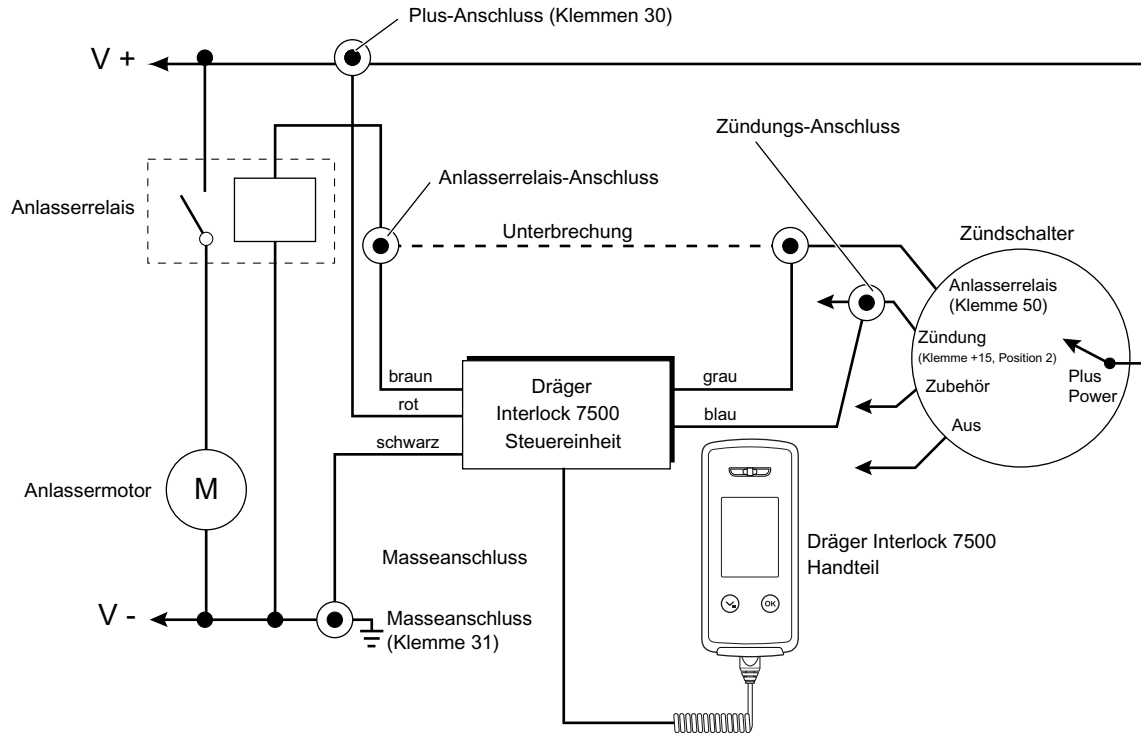 Plus-Anschluss (Klemmen 30)
V +
Zündungs-Anschluss
Anlasserrelais-Anschluss
Anlasserrelais
Unterbrechung
Zündschalter
Anlasserrelais
(Klemme 50)
Zündung
(Klemme +15, Position 2)
Zubehör
Aus
Plus
Power
braun
rot
schwarz
Dräger
Interlock 7500
Steuereinheit
grau
blau
Anlassermotor
M
Masseanschluss
Dräger Interlock 7500
Handteil
OK
V -
Masseanschluss
(Klemme 31)